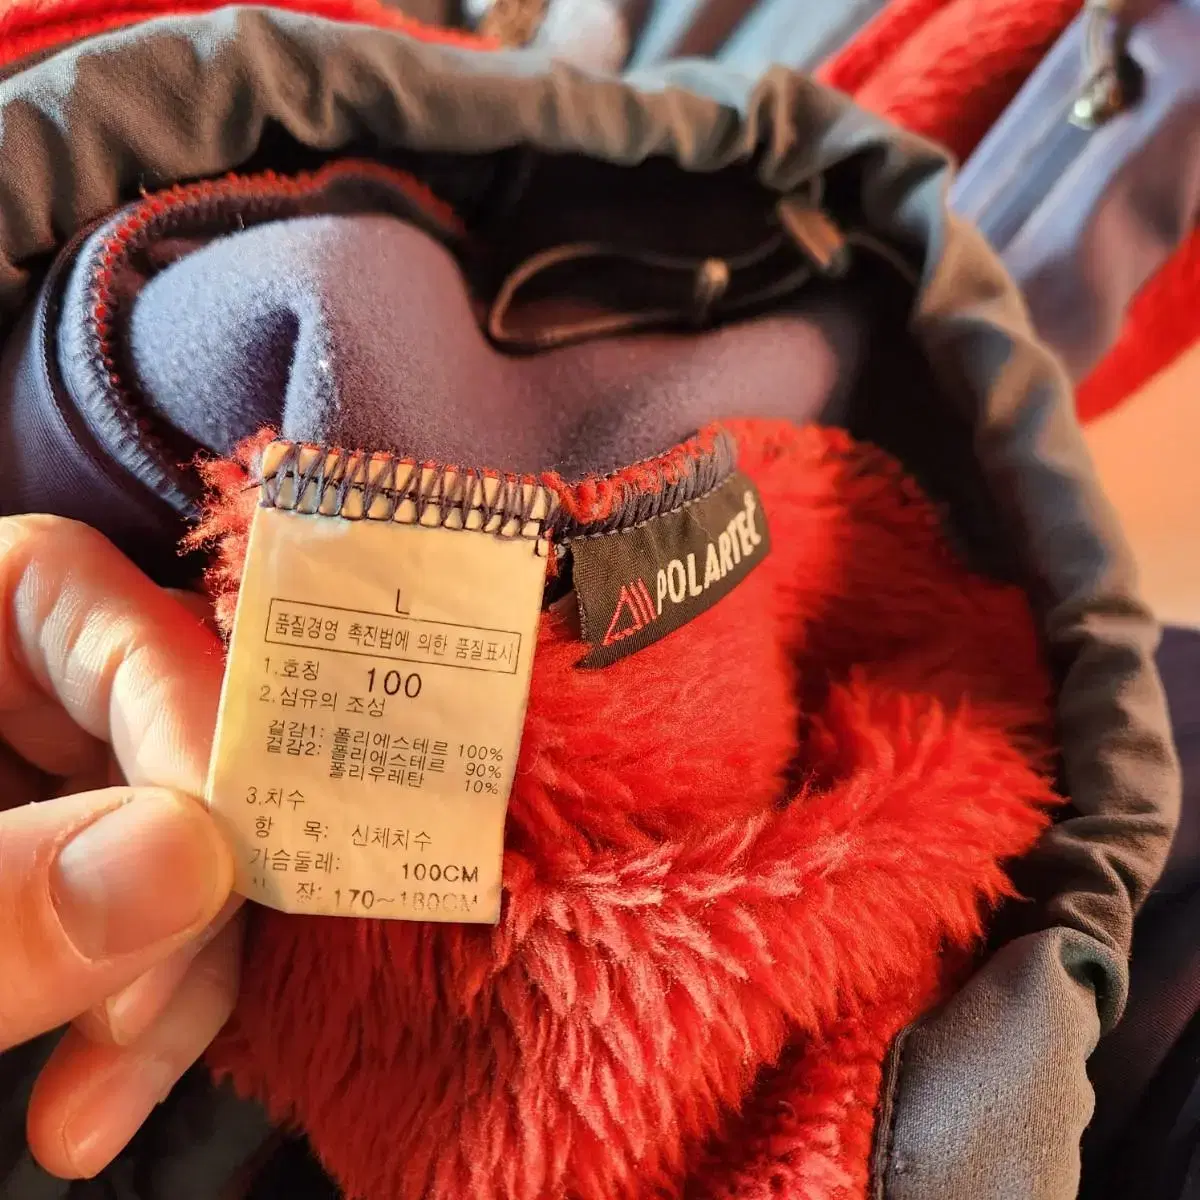 L
품질경영 촉진법에 의한 품질표시
1.호칭 100
2.섬유의 조성
겉감1: 폴리에스테르 100%
겉감2: 폴리에스테르 90%
폴리우레탄 10%
3.치수
항 목: 신체치수
가슴둘레: 100CM
장: 170~180CM
POLARTEC